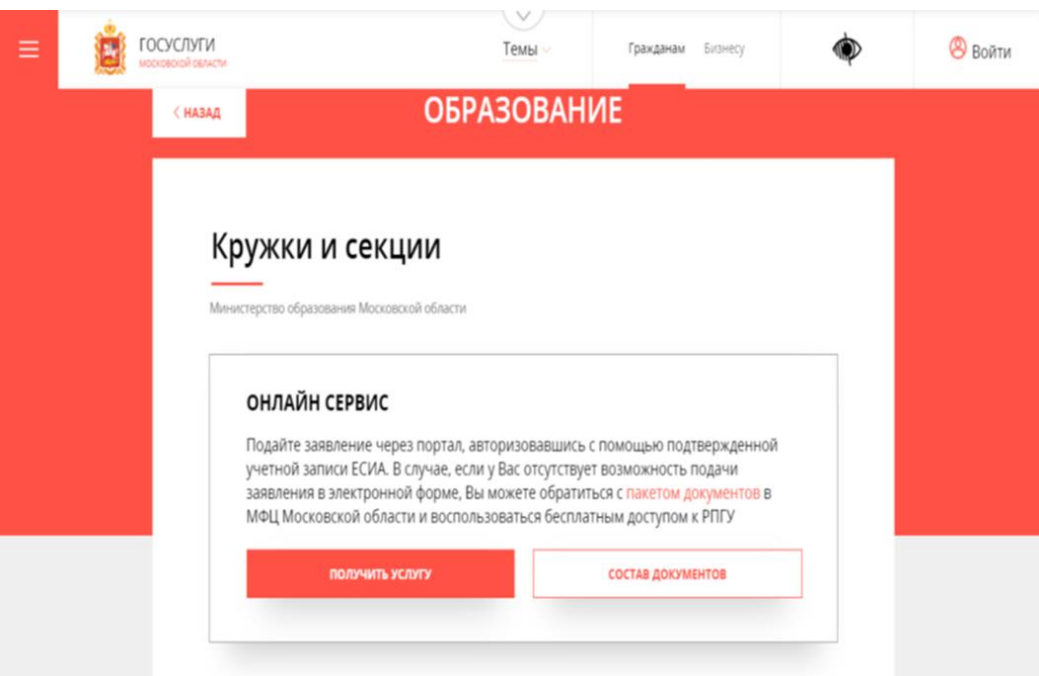 ГОСУСЛУГИ
МОСКОВСКОЙ ОБЛАСТИ
Темы
Гражданам
Бизнесу
Войти
НАЗАД
ОБРАЗОВАНИЕ
Кружки и секции
Министерство образования Московской области
ОНЛАЙН СЕРВИС
Подайте заявление через портал, авторизовавшись с помощью подтвержденной
учетной записи ЕСИА. В случае, если у Вас отсутствует возможность подачи
заявления в электронной форме, Вы можете обратиться с пакетом документов в
МФЦ Московской области и воспользоваться бесплатным доступом к РПГУ
ПОЛУЧИТЬ УСЛУГУ
СОСТАВ ДОКУМЕНТОВ